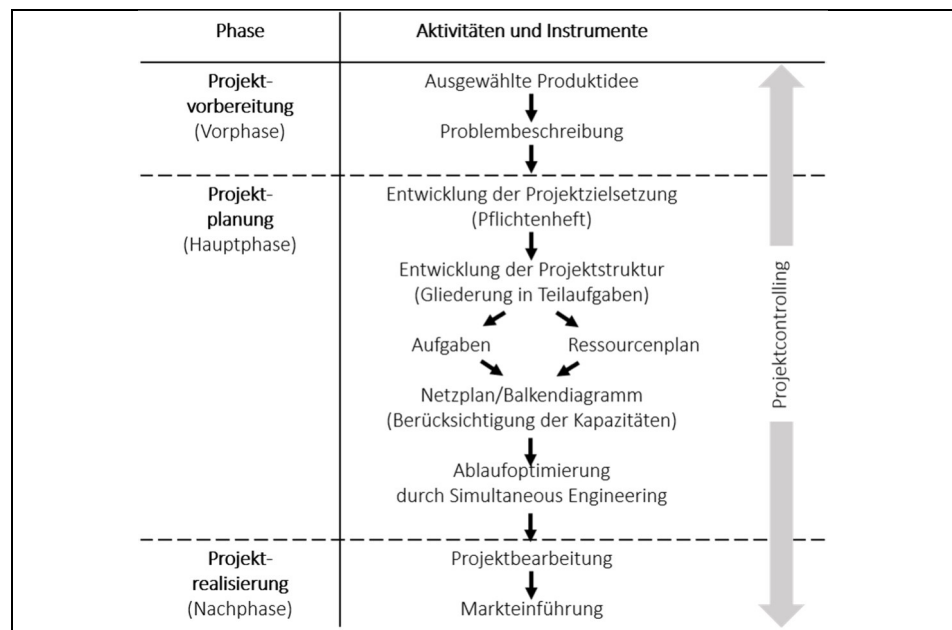 Phase
Aktivitäten und Instrumente
Projekt-
vorbereitung
(Vorphase)
Ausgewählte Produktidee
Problembeschreibung
Projekt-
planung
(Hauptphase)
Entwicklung der Projektzielsetzung
(Pflichtenheft)
Entwicklung der Projektstruktur
(Gliederung in Teilaufgaben)
Aufgaben
Ressourcenplan
Netzplan/Balkendiagramm
(Berücksichtigung der Kapazitäten)
Ablaufoptimierung
durch Simultaneous Engineering
Projekt-
realisierung
(Nachphase)
Projektbearbeitung
Markteinführung
Projektcontrolling